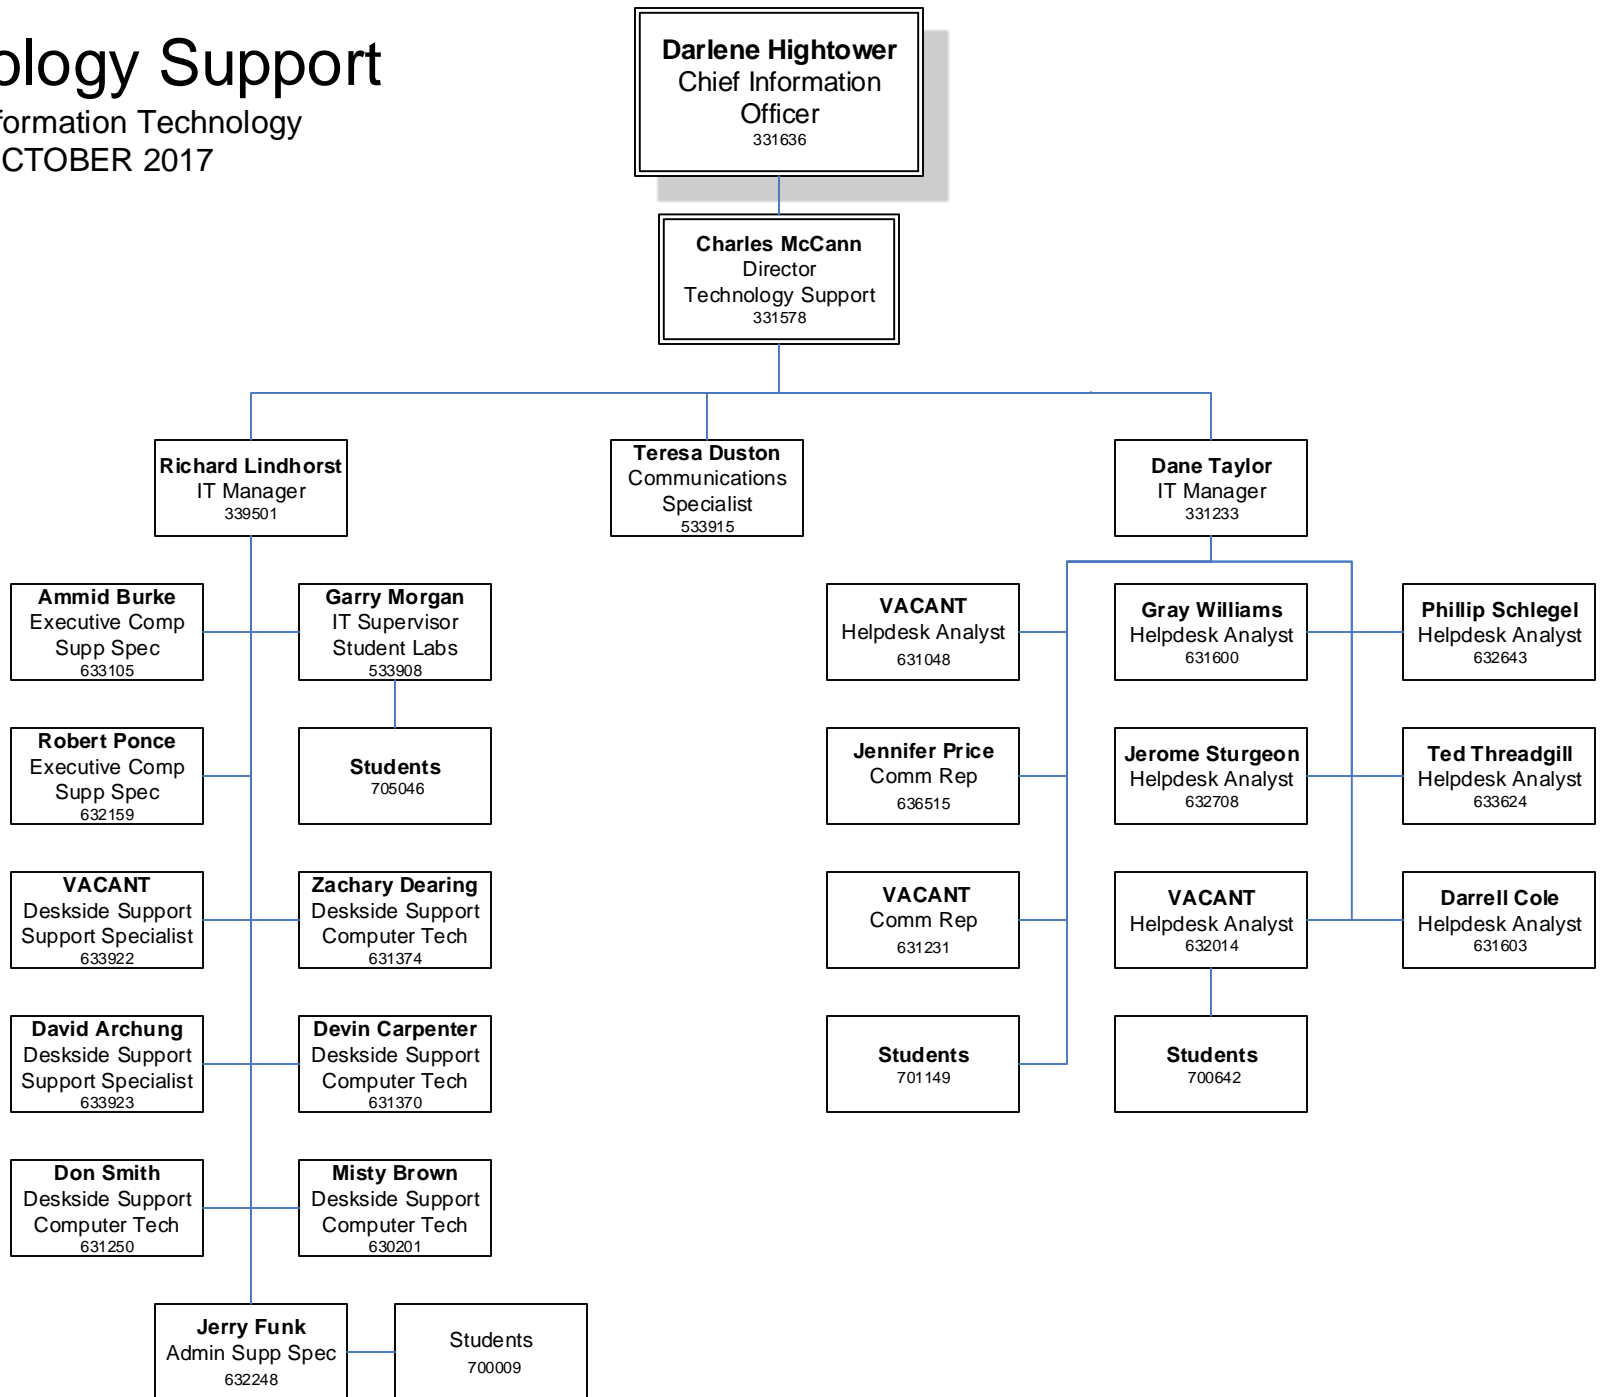 ology Support
formation Technology
CTOBER 2017
Darlene Hightower
Chief Information
Officer
331636
Charles McCann
Director
Technology Support
331578
Richard Lindhorst
IT Manager
339501
Teresa Duston
Communications
Specialist
533915
Dane Taylor
IT Manager
331233
Ammid Burke
Executive Comp
Supp Spec
633105
Garry Morgan
IT Supervisor
Student Labs
533908
VACANT
Helpdesk Analyst
631048
Gray Williams
Helpdesk Analyst
631600
Phillip Schlegel
Helpdesk Analyst
632643
Robert Ponce
Executive Comp
Supp Spec
632159
Students
705046
Jennifer Price
Comm Rep
636515
Jerome Sturgeon
Helpdesk Analyst
632708
Ted Threadgill
Helpdesk Analyst
633624
VACANT
Deskside Support
Support Specialist
633922
Zachary Dearing
Deskside Support
Computer Tech
631374
VACANT
Comm Rep
631231
VACANT
Helpdesk Analyst
632014
Darrell Cole
Helpdesk Analyst
631603
David Archung
Deskside Support
Support Specialist
633923
Devin Carpenter
Deskside Support
Computer Tech
631370
Students
701149
Students
700642
Don Smith
Deskside Support
Computer Tech
631250
Misty Brown
Deskside Support
Computer Tech
630201
Jerry Funk
Admin Supp Spec
632248
Students
700009